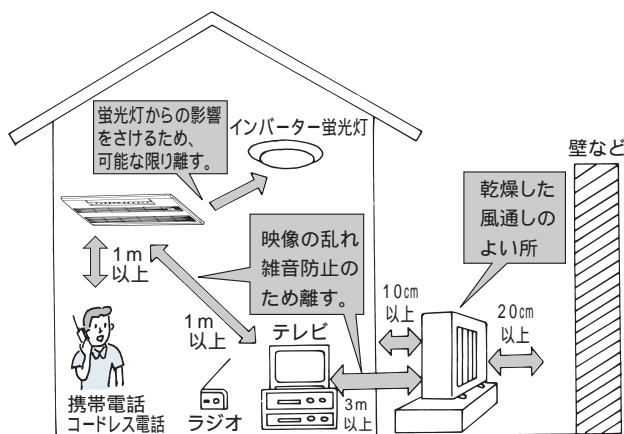 蛍光灯からの影響
をさけるため、
可能な限り離す。
インバーター蛍光灯
壁など
乾燥した
風通しの
よい所
映像の乱れ
雑音防止の
ため離す。
1m
以上
1m
以上
10cm
以上
20cm
以上
テレビ
3m
以上
携帯電話
コードレス電話
ラジオ